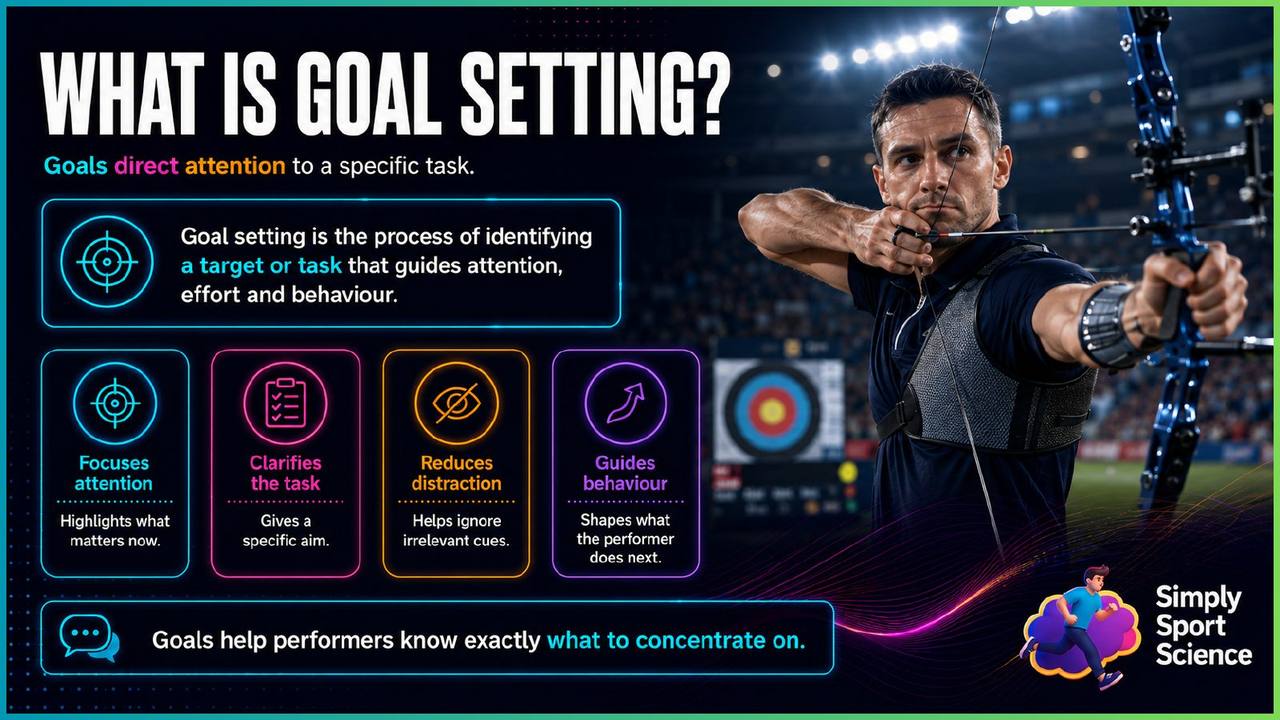 WHAT IS GOAL SETTING?
Goals direct attention to a specific task.
Goal setting is the process of identifying
a target or task that guides attention,
effort and behaviour.
Focuses
attention
Highlights what
matters now.
Clarifies
the task
Gives a
specific aim.
Reduces
distraction
Helps ignore
irrelevant cues.
Guides
behaviour
Shapes what
the performer
does next.
Goals help performers know exactly what to concentrate on.
Simply
Sport
Science